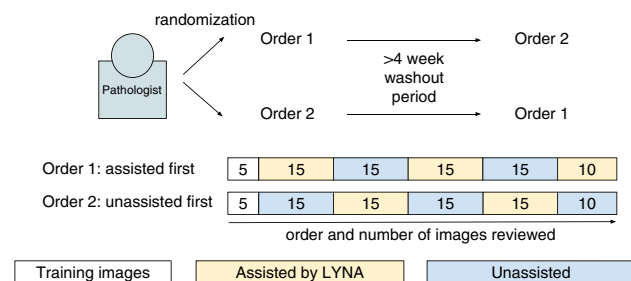 randomization
Pathologist
Order 1
Order 2
>4 week
washout
period
Order 2
Order 1
Order 1: assisted first
5 15 15 15 15 10
Order 2: unassisted first
5 15 15 15 15 10
order and number of images reviewed
Training images
Assisted by LYNA
Unassisted